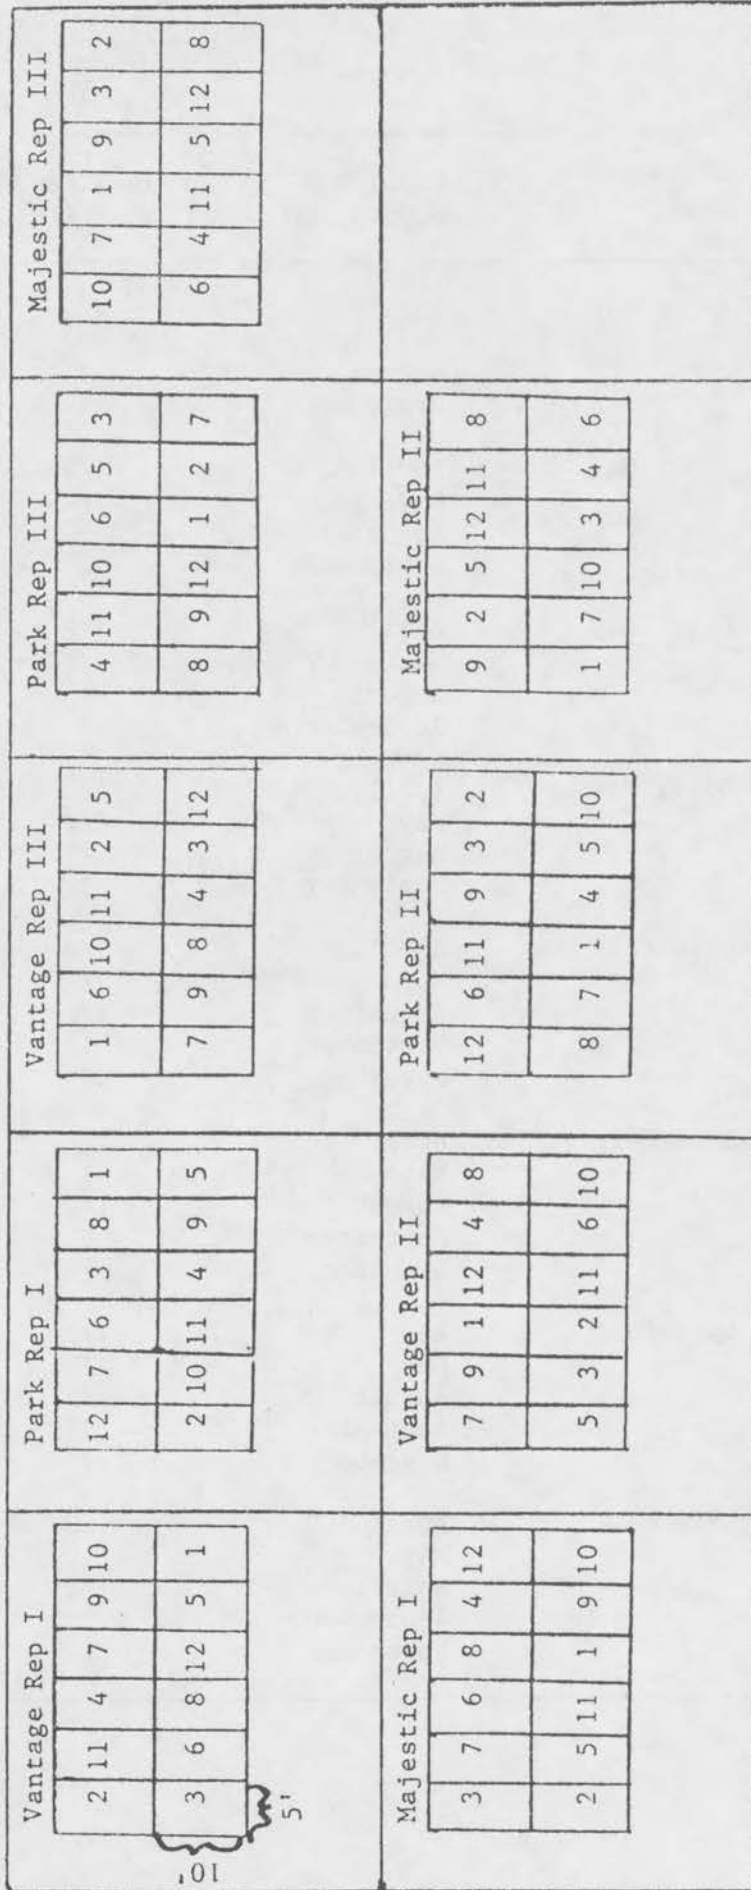 Vantage Rep I
2 11 4 7 9 10
3 6 8 12 5 1
10'
5'
Park Rep I
12 7 6 3 8 1
2 10 11 4 9 5
Vantage Rep III
1 6 10 11 2 5
7 9 8 4 3 12
Park Rep III
4 11 10 6 5 3
8 9 12 1 2 7
Majestic Rep III
10 7 1 9 3 2
6 4 11 5 12 8
Majestic Rep I
3 7 6 8 4 12
2 5 11 1 9 10
Vantage Rep II
7 9 1 12 4 8
5 3 2 11 6 10
Park Rep II
12 6 11 9 3 2
8 7 1 4 5 10
Majestic Rep II
9 2 5 12 11 8
1 7 10 3 4 6